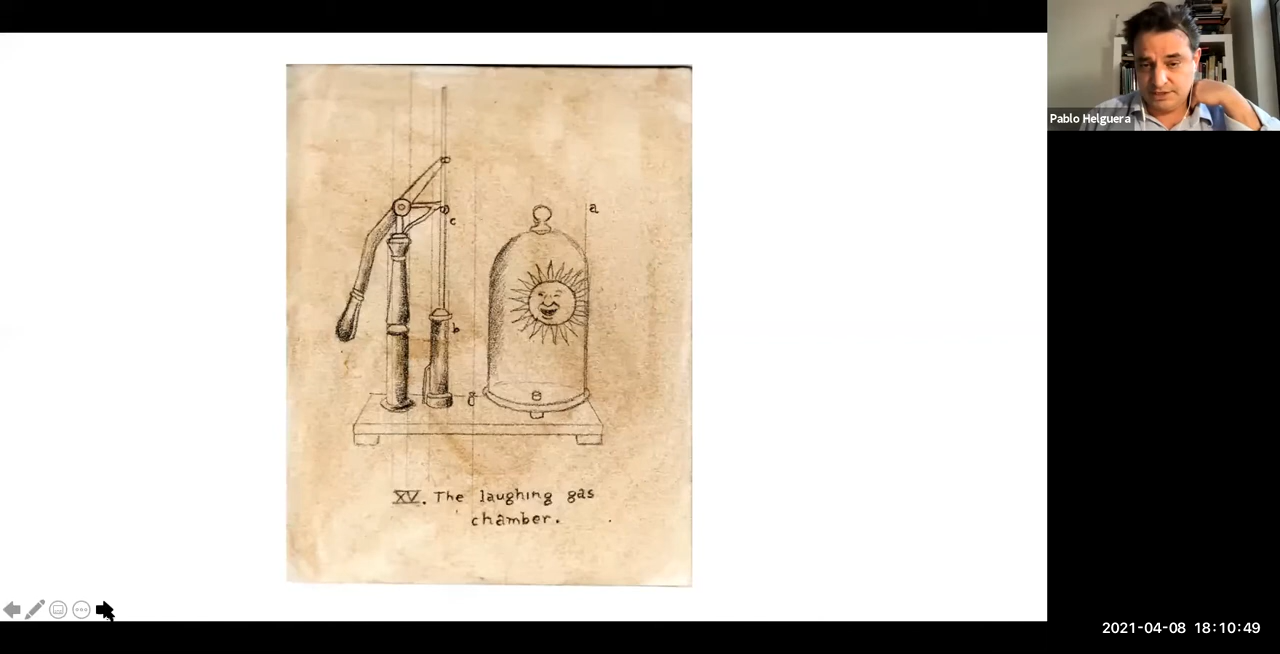 Pablo Helguera
a
c
b
XV. The laughing gas
chamber.
2021-04-08 18:10:49